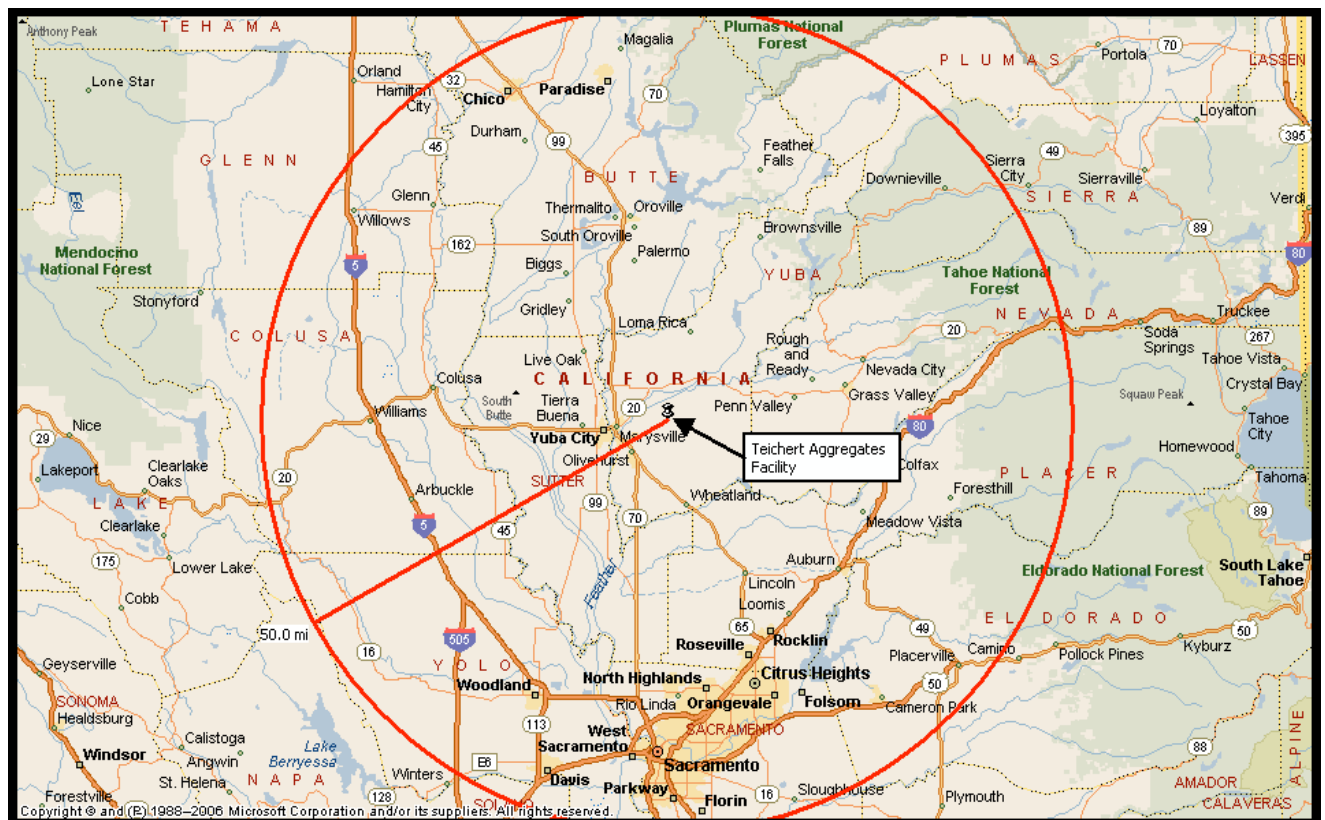 Anthony Peak
TEHAMA
Magalia
Plumas National
Forest
PLUMAS
Portola
70
LASSEN
Lone Star
Orland
32
Hamilton
City
Chico
Paradise
70
Loyalton
Durham
99
395
45
GLENN
Feather
Falls
49
Sierra
City
Sierraville
BUTTE
Downieville
SIERRA
Eel
Glenn
Willows
Thermalito
Oroville
Verdi
South Oroville
Brownsville
89
162
Palermo
Mendocino
National Forest
5
Biggs
YUBA
Tahoe National
Forest
80
Stonyford
Gridley
NEVADA
Truckee
COLUSA
Loma Rica
20
Soda
Springs
267
Rough
and
Ready
Tahoe Vista
Live Oak
Nevada City
CALIFORNIA
Colusa
Crystal Bay
South
Butte
Tierra
Buena
20
Penn Valley
Grass Valley
Squaw Peak
Williams
Nice
29
Yuba City
Marysville
80
Tahoe
City
Teichert Aggregates
Facility
Homewood
Olivehurst
Colfax
Lakeport
Clearlake
Oaks
20
SUTTER
PLACER
Tahoma
Arbuckle
99
Wheatland
Foresthill
LAKE
70
89
Clearlake
5
45
Meadow Vista
175
Lower Lake
Auburn
Feather
Lincoln
Eldorado National Forest
South Lake
Tahoe
Cobb
Loomis
50.0 mi
65
EL DORADO
505
Rocklin
49
50
16
Roseville
Placerville
Camino
Pollock Pines
Kyburz
Geyserville
YOLO
Citrus Heights
North Highlands
50
Woodland
SONOMA
Rio Linda
Orangevale
Folsom
Cameron Park
Healdsburg
113
ALPINE
Calistoga
West
Sacramento
SACRAMENTO
Windsor
Lake
Berryessa
88
Angwin
E6
Sacramento
NAPA
Winters
Davis
St. Helena
Parkway
Sloughhouse
AMADOR
Forestville
128
SOLANO
Florin
16
Plymouth
CALAVERAS
Copyright © and (P) 1988–2006 Microsoft Corporation and/or its suppliers. All rights reserved.